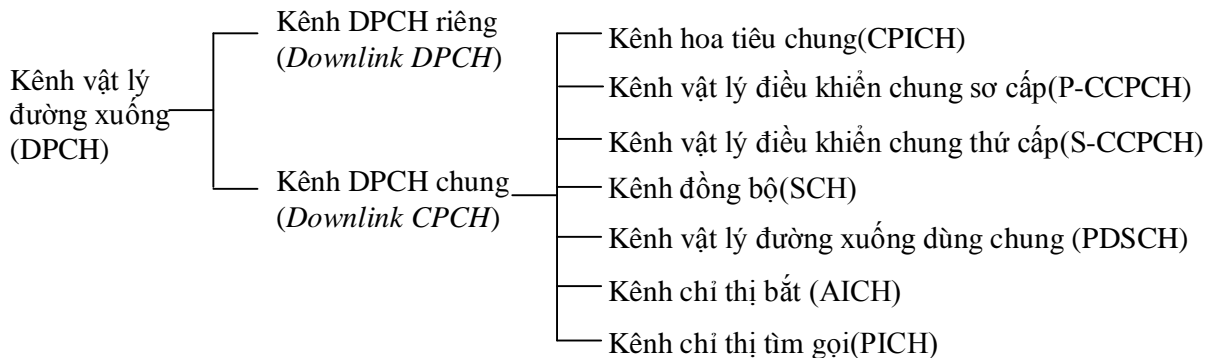 Kênh vật lý
đường xuống
(DPCH)
Kênh DPCH riêng
(Downlink DPCH)
Kênh DPCH chung
(Downlink CPCH)
Kênh hoa tiêu chung(CPICH)
Kênh vật lý điều khiển chung sơ cấp(P-CCPCH)
Kênh vật lý điều khiển chung thứ cấp(S-CCPCH)
Kênh đồng bộ(SCH)
Kênh vật lý đường xuống dùng chung (PDSCH)
Kênh chỉ thị bắt (AICH)
Kênh chỉ thị tìm gọi(PICH)